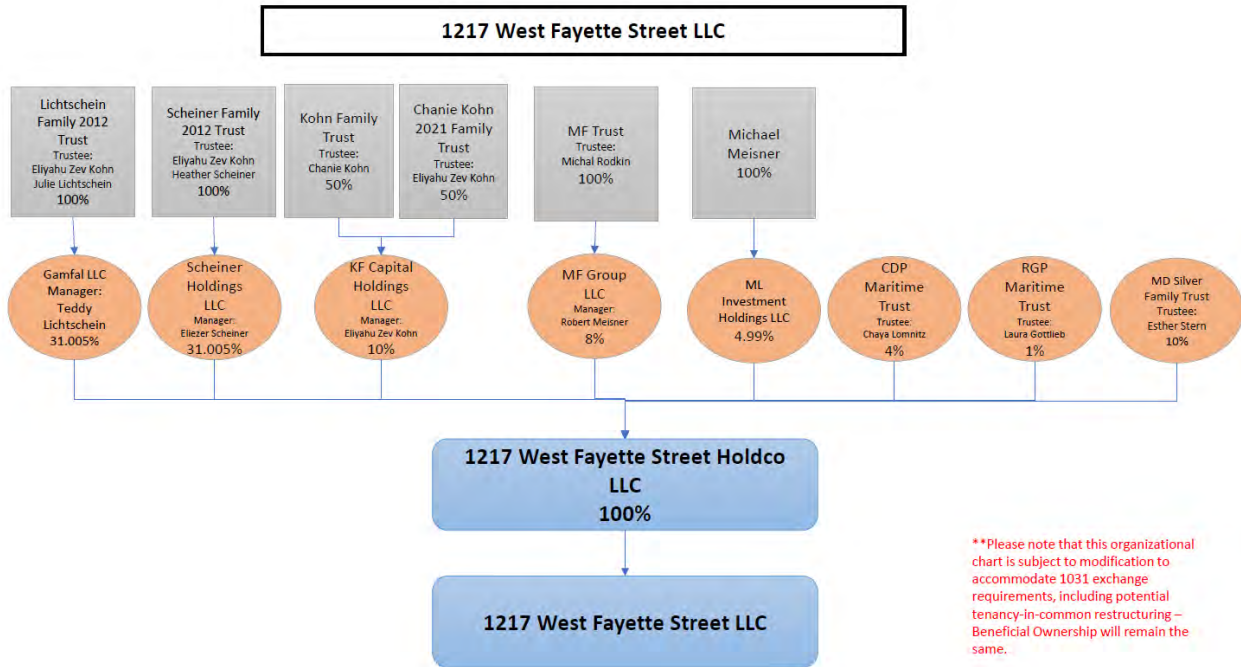 1217 West Fayette Street LLC
Lichtschein
Family 2012
Trust
Trustee:
Eliyahu Zev Kohn
Julie Lichtschein
100%
Scheiner Family
2012 Trust
Trustee:
Eliyahu Zev Kohn
Heather Scheiner
100%
Kohn Family
Trust
Trustee:
Chanie Kohn
50%
Chanie Kohn
2021 Family
Trust
Trustee:
Eliyahu Zev Kohn
50%
MF Trust
Trustee:
Michal Rodkin
100%
Michael
Meisner
100%
Gamfal LLC
Manager:
Teddy
Lichtschein
31.005%
Scheiner
Holdings
LLC
Manager:
Eliezer Scheiner
31.005%
KF Capital
Holdings
LLC
Manager:
Eliyahu Zev Kohn
10%
MF Group
LLC
Manager:
Robert Meisner
8%
ML
Investment
Holdings LLC
4.99%
CDP
Maritime
Trust
Trustee:
Chaya Lomnitz
4%
RGP
Maritime
Trust
Trustee:
Laura Gottlieb
1%
MD Silver
Family Trust
Trustee:
Esther Stern
10%
1217 West Fayette Street Holdco
LLC
100%
1217 West Fayette Street LLC
**Please note that this organizational
chart is subject to modification to
accommodate 1031 exchange
requirements, including potential
tenancy-in-common restructuring –
Beneficial Ownership will remain the
same.